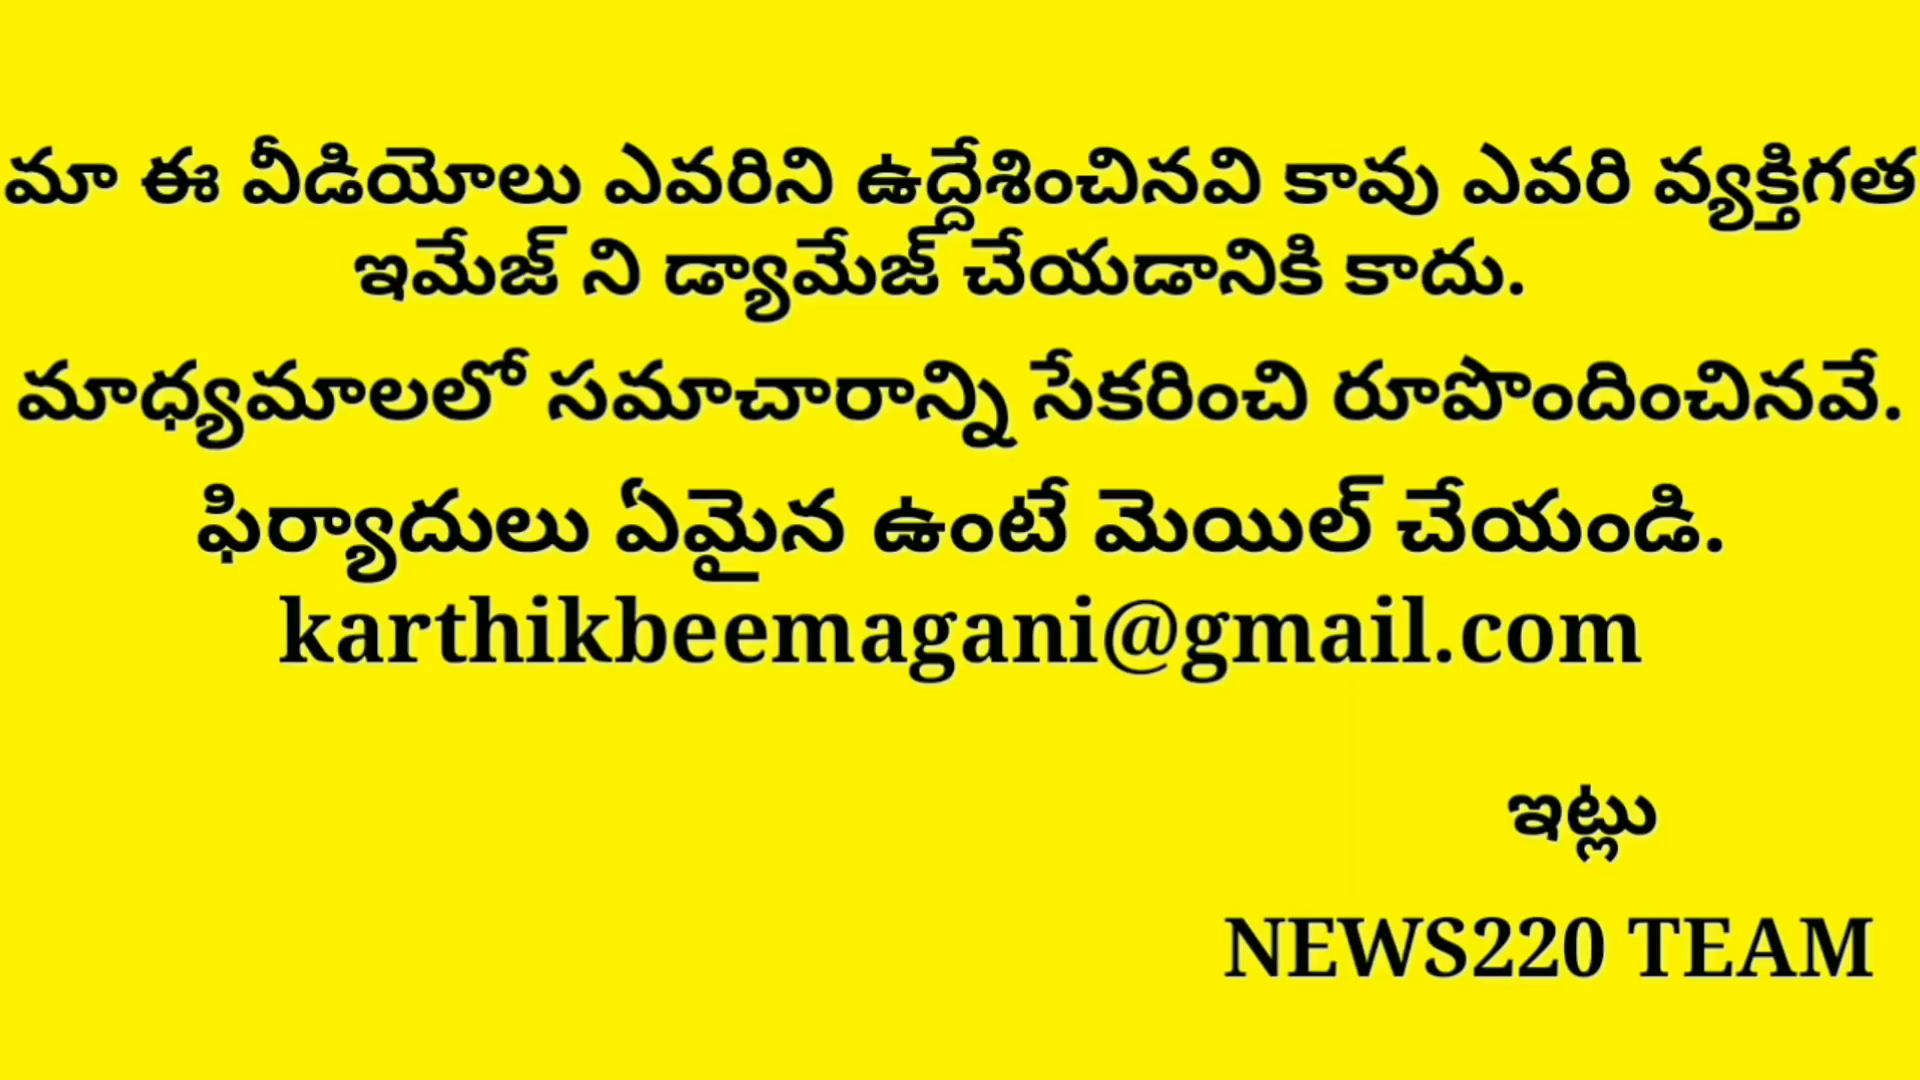 మా ఈ వీడియోలు ఎవరిని ఉద్దేశించినవి కావు ఎవరి వ్యక్తిగత
ఇమేజ్ ని డ్యామేజ్ చేయడానికి కాదు.
మాధ్యమాలలో సమాచారాన్ని సేకరించి రూపొందించినవే.
ఫిర్యాదులు ఏమైన ఉంటే మెయిల్ చేయండి.
karthikbeemagani@gmail.com
ఇట్లు
NEWS220 TEAM